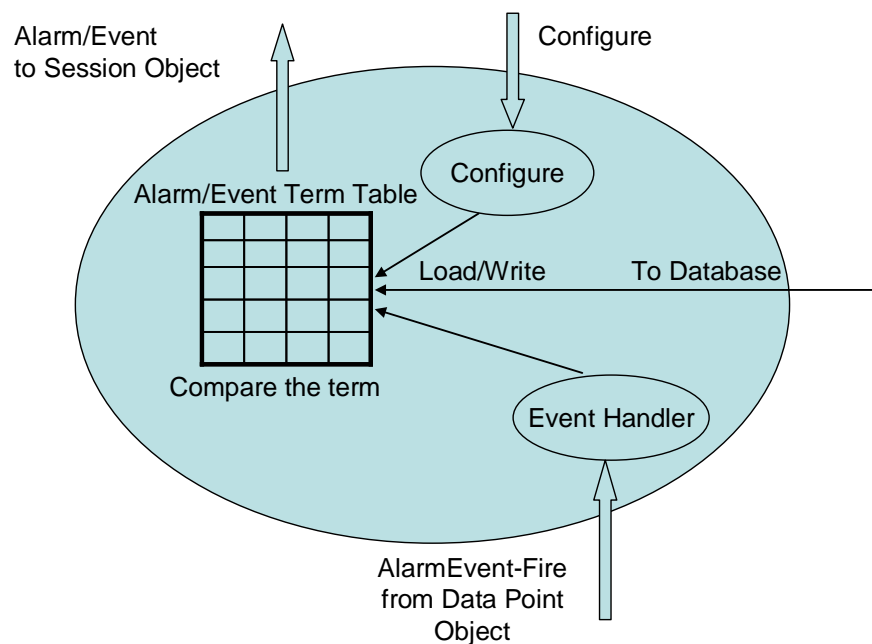 Alarm/Event
to Session Object
Configure
Configure
Alarm/Event Term Table
Load/Write
To Database
Compare the term
Event Handler
AlarmEvent-Fire
from Data Point
Object